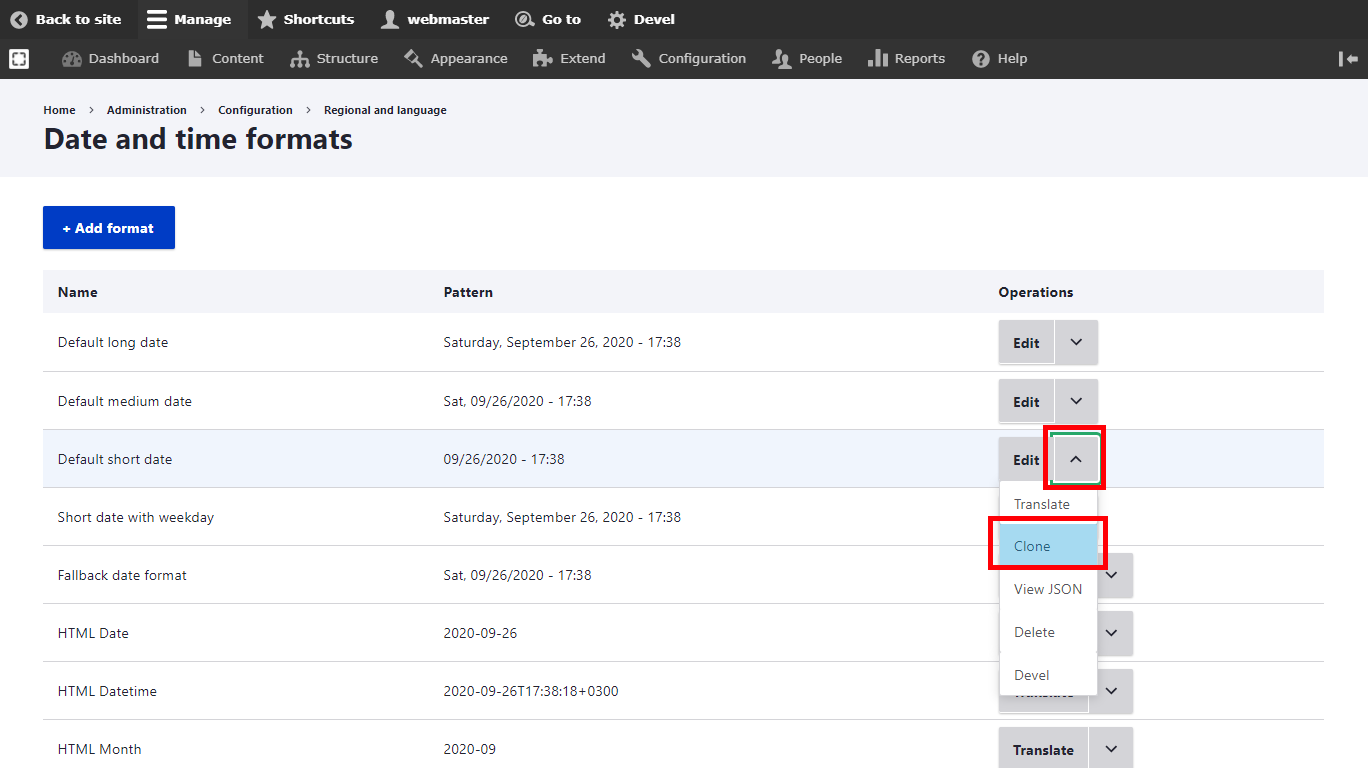 Back to site Manage Shortcuts webmaster Go to Devel
Dashboard Content Structure Appearance Extend Configuration People Reports Help
Home › Administration › Configuration › Regional and language
Date and time formats
+ Add format
Name Pattern Operations
Default long date Saturday, September 26, 2020 - 17:38 Edit
Default medium date Sat, 09/26/2020 - 17:38 Edit
Default short date 09/26/2020 - 17:38 Edit
Translate
Short date with weekday Saturday, September 26, 2020 - 17:38
Clone
Fallback date format Sat, 09/26/2020 - 17:38
View JSON
HTML Date 2020-09-26 Delete
Devel
HTML Datetime 2020-09-26T17:38:18+0300
HTML Month 2020-09 Translate